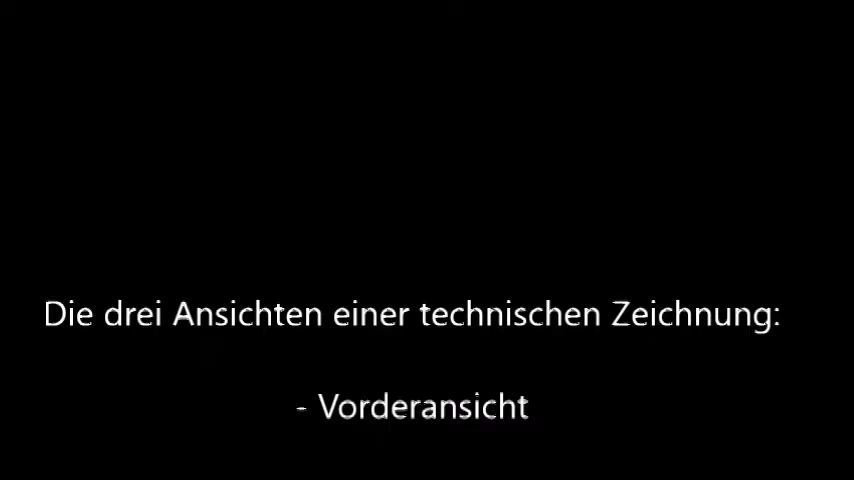 Die drei Ansichten einer technischen Zeichnung:
- Vorderansicht